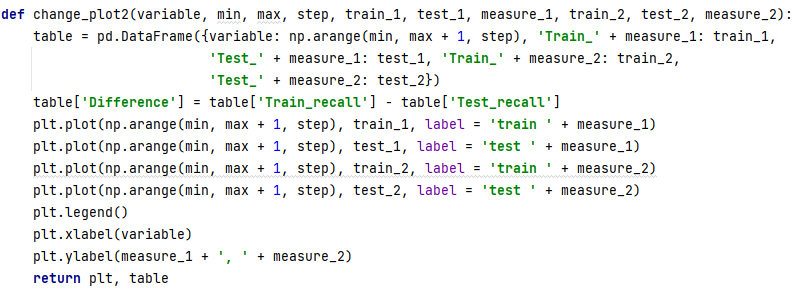 def change_plot2(variable, min, max, step, train_1, test_1, measure_1, train_2, test_2, measure_2):
    table = pd.DataFrame({variable: np.arange(min, max + 1, step), 'Train_' + measure_1: train_1,
                          'Test_' + measure_1: test_1, 'Train_' + measure_2: train_2,
                          'Test_' + measure_2: test_2})
    table['Difference'] = table['Train_recall'] - table['Test_recall']
    plt.plot(np.arange(min, max + 1, step), train_1, label = 'train ' + measure_1)
    plt.plot(np.arange(min, max + 1, step), test_1, label = 'test ' + measure_1)
    plt.plot(np.arange(min, max + 1, step), train_2, label = 'train ' + measure_2)
    plt.plot(np.arange(min, max + 1, step), test_2, label = 'test ' + measure_2)
    plt.legend()
    plt.xlabel(variable)
    plt.ylabel(measure_1 + ', ' + measure_2)
    return plt, table